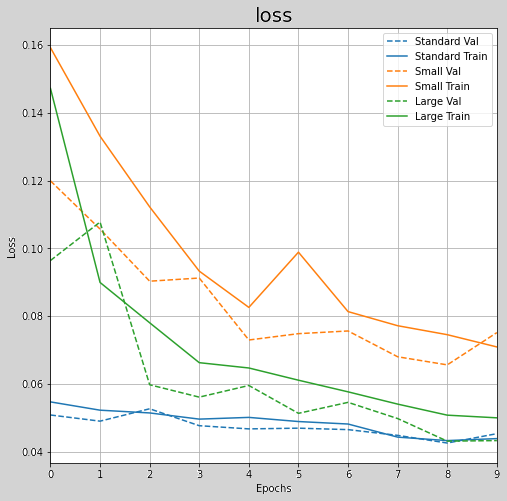 loss
Standard Val
Standard Train
Small Val
Small Train
Large Val
Large Train
0.16
0.14
0.12
0.10
0.08
0.06
0.04
Loss
0 1 2 3 4 5 6 7 8 9
Epochs